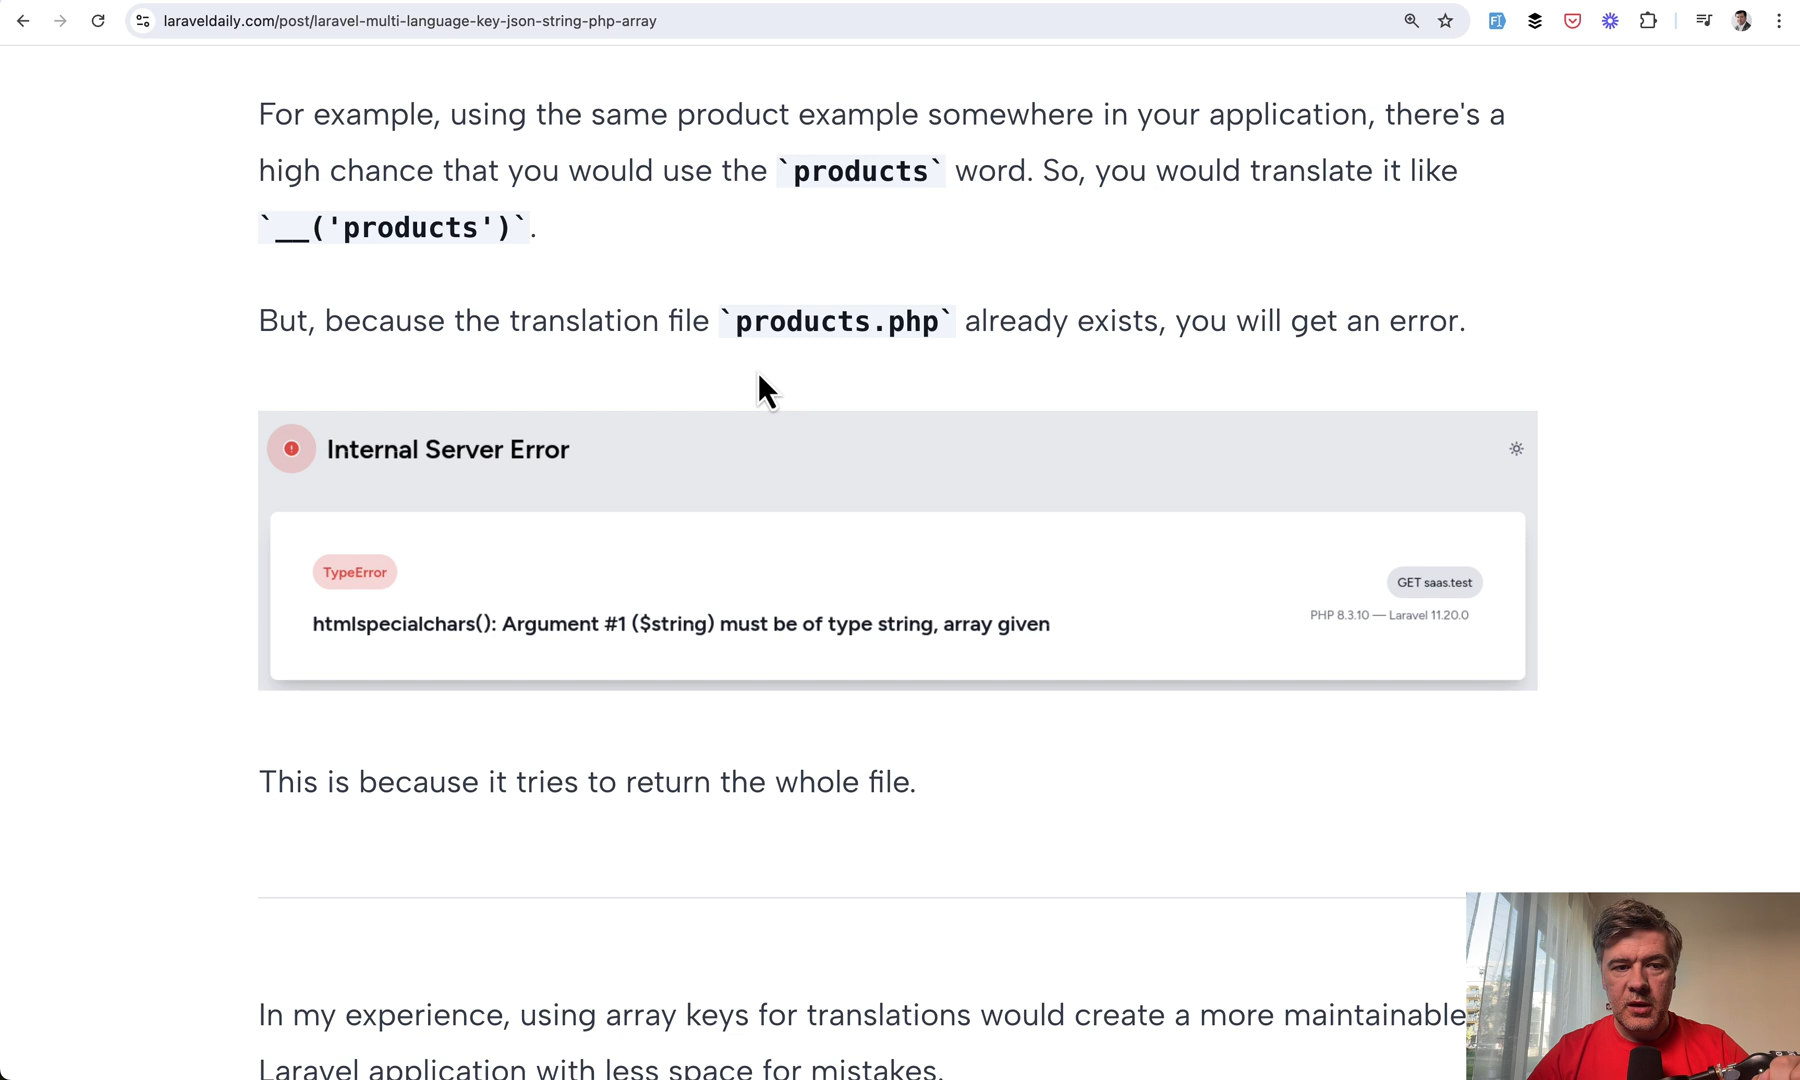 laraveldaily.com/post/laravel-multi-language-key-json-string-php-array
For example, using the same product example somewhere in your application, there's a
high chance that you would use the `products` word. So, you would translate it like
`__('products')`.
But, because the translation file `products.php` already exists, you will get an error.
Internal Server Error
TypeError
GET saas.test
htmlspecialchars(): Argument #1 ($string) must be of type string, array given
PHP 8.3.10 — Laravel 11.20.0
This is because it tries to return the whole file.
In my experience, using array keys for translations would create a more maintainable
Laravel application with less space for mistakes.